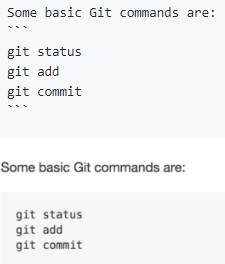 Some basic Git commands are:
```
git status
git add
git commit
```
Some basic Git commands are:
git status
git add
git commit